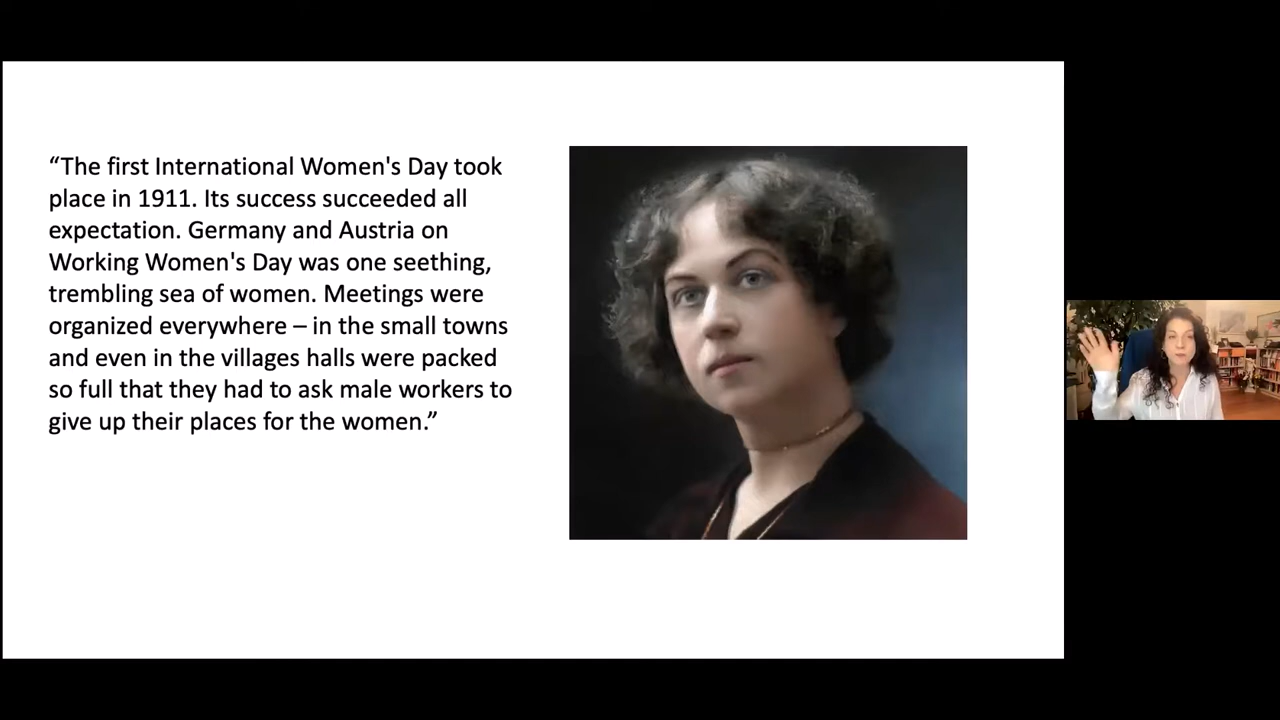 “The first International Women's Day took
place in 1911. Its success succeeded all
expectation. Germany and Austria on
Working Women's Day was one seething,
trembling sea of women. Meetings were
organized everywhere – in the small towns
and even in the villages halls were packed
so full that they had to ask male workers to
give up their places for the women.”